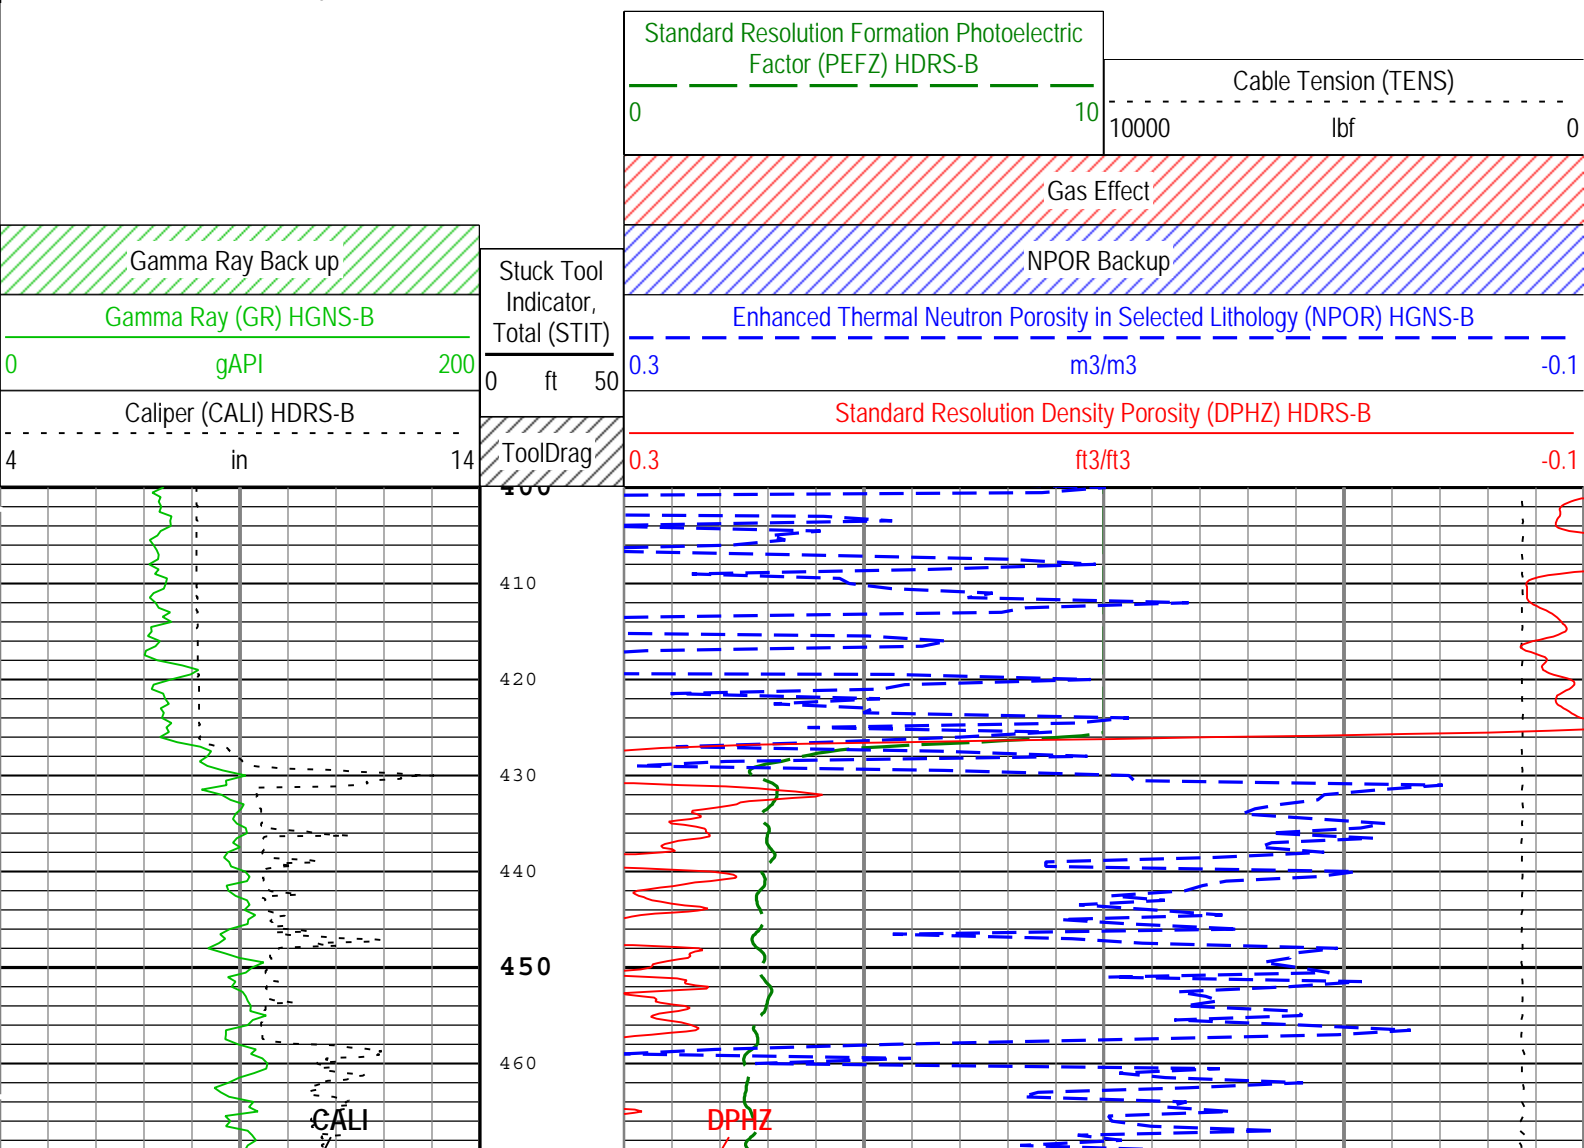 Standard Resolution Formation Photoelectric
Factor (PEFZ) HDRS-B
0 10
Cable Tension (TENS)
10000 lbf 0
Gas Effect
Gamma Ray Back up
NPOR Backup
Stuck Tool
Indicator,
Total (STIT)
0 ft 50
Gamma Ray (GR) HGNS-B
0 gAPI 200
Enhanced Thermal Neutron Porosity in Selected Lithology (NPOR) HGNS-B
0.3 m3/m3 -0.1
Caliper (CALI) HDRS-B
4 in 14
ToolDrag
Standard Resolution Density Porosity (DPHZ) HDRS-B
0.3 ft3/ft3 -0.1
400
410
420
430
440
450
460
CALI
DPHZ